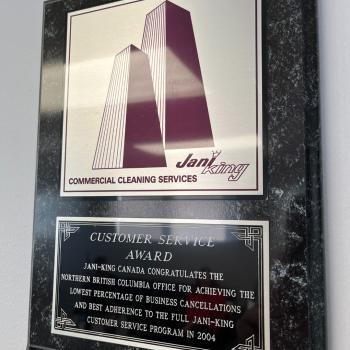 Jani
king
COMMERCIAL CLEANING SERVICES
CUSTOMER SERVICE
AWARD
JANI-KING CANADA CONGRATULATES THE
NORTHERN BRITISH COLUMBIA OFFICE FOR ACHIEVING THE
LOWEST PERCENTAGE OF BUSINESS CANCELLATIONS
AND BEST ADHERENCE TO THE FULL JANI-KING
CUSTOMER SERVICE PROGRAM IN 2004